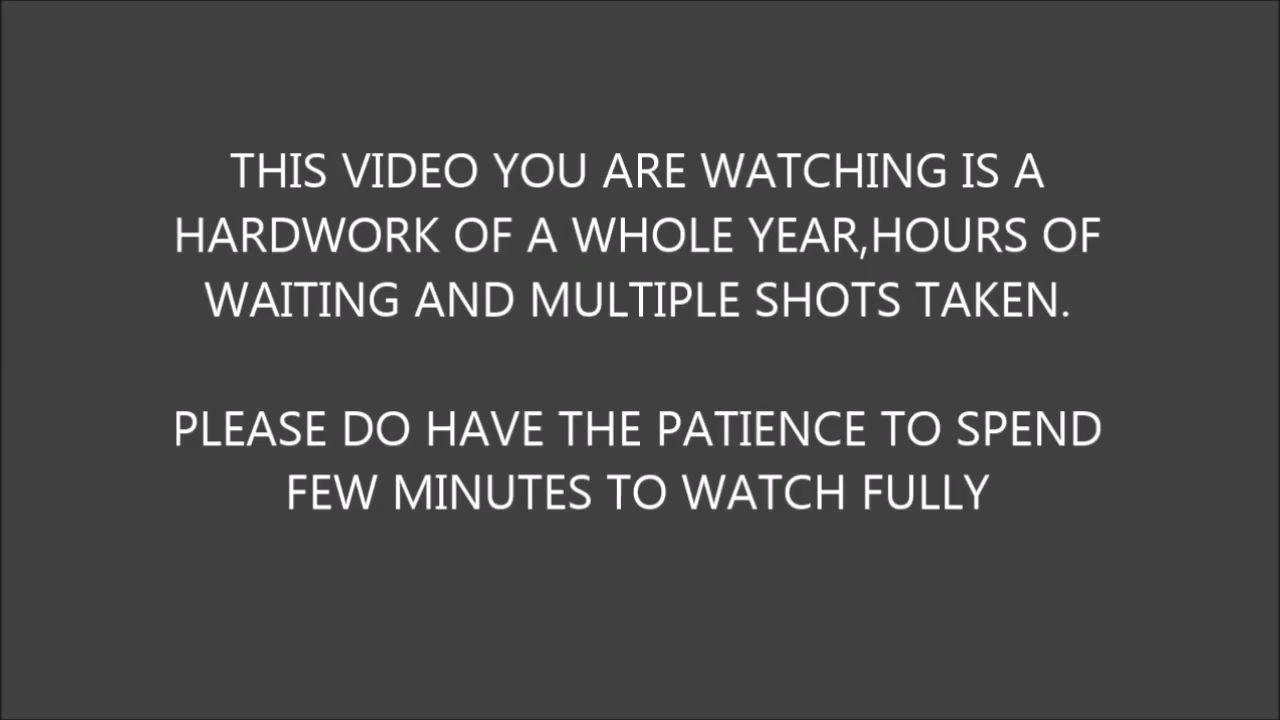 THIS VIDEO YOU ARE WATCHING IS A
HARDWORK OF A WHOLE YEAR,HOURS OF
WAITING AND MULTIPLE SHOTS TAKEN.
PLEASE DO HAVE THE PATIENCE TO SPEND
FEW MINUTES TO WATCH FULLY